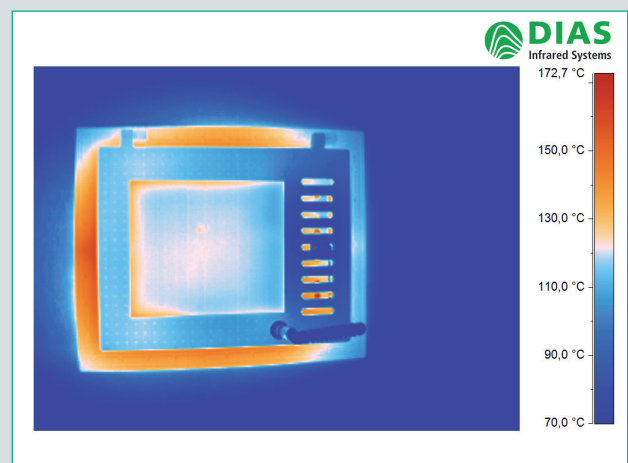 DIAS
Infrared Systems
172,7 °C
150,0 °C
130,0 °C
110,0 °C
90,0 °C
70,0 °C